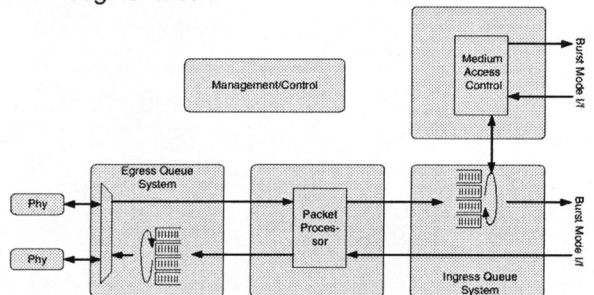 Medium
Access
Control
Burst Mode I/f
Management/Control
Egress Queue
System
Phy
Phy
Packet
Proces-
sor
Burst Mode I/f
Ingress Queue
System